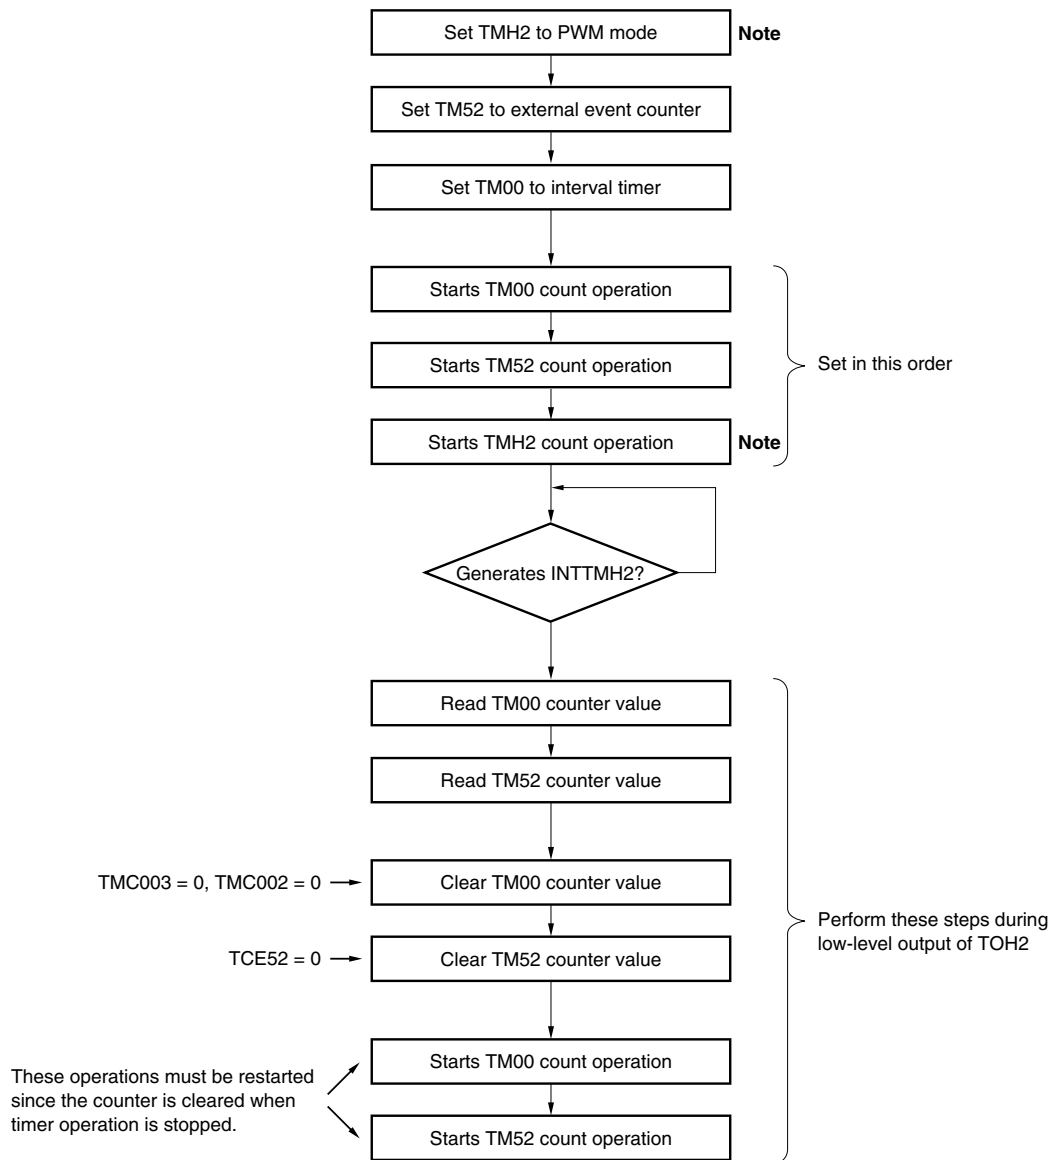 Set TMH2 to PWM mode
Note
Set TM52 to external event counter
Set TM00 to interval timer
Starts TM00 count operation
Starts TM52 count operation
Set in this order
Starts TMH2 count operation
Note
Generates INTTMH2?
Read TM00 counter value
Read TM52 counter value
TMC003 = 0, TMC002 = 0
Clear TM00 counter value
Perform these steps during
low-level output of TOH2
TCE52 = 0
Clear TM52 counter value
Starts TM00 count operation
These operations must be restarted
since the counter is cleared when
timer operation is stopped.
Starts TM52 count operation